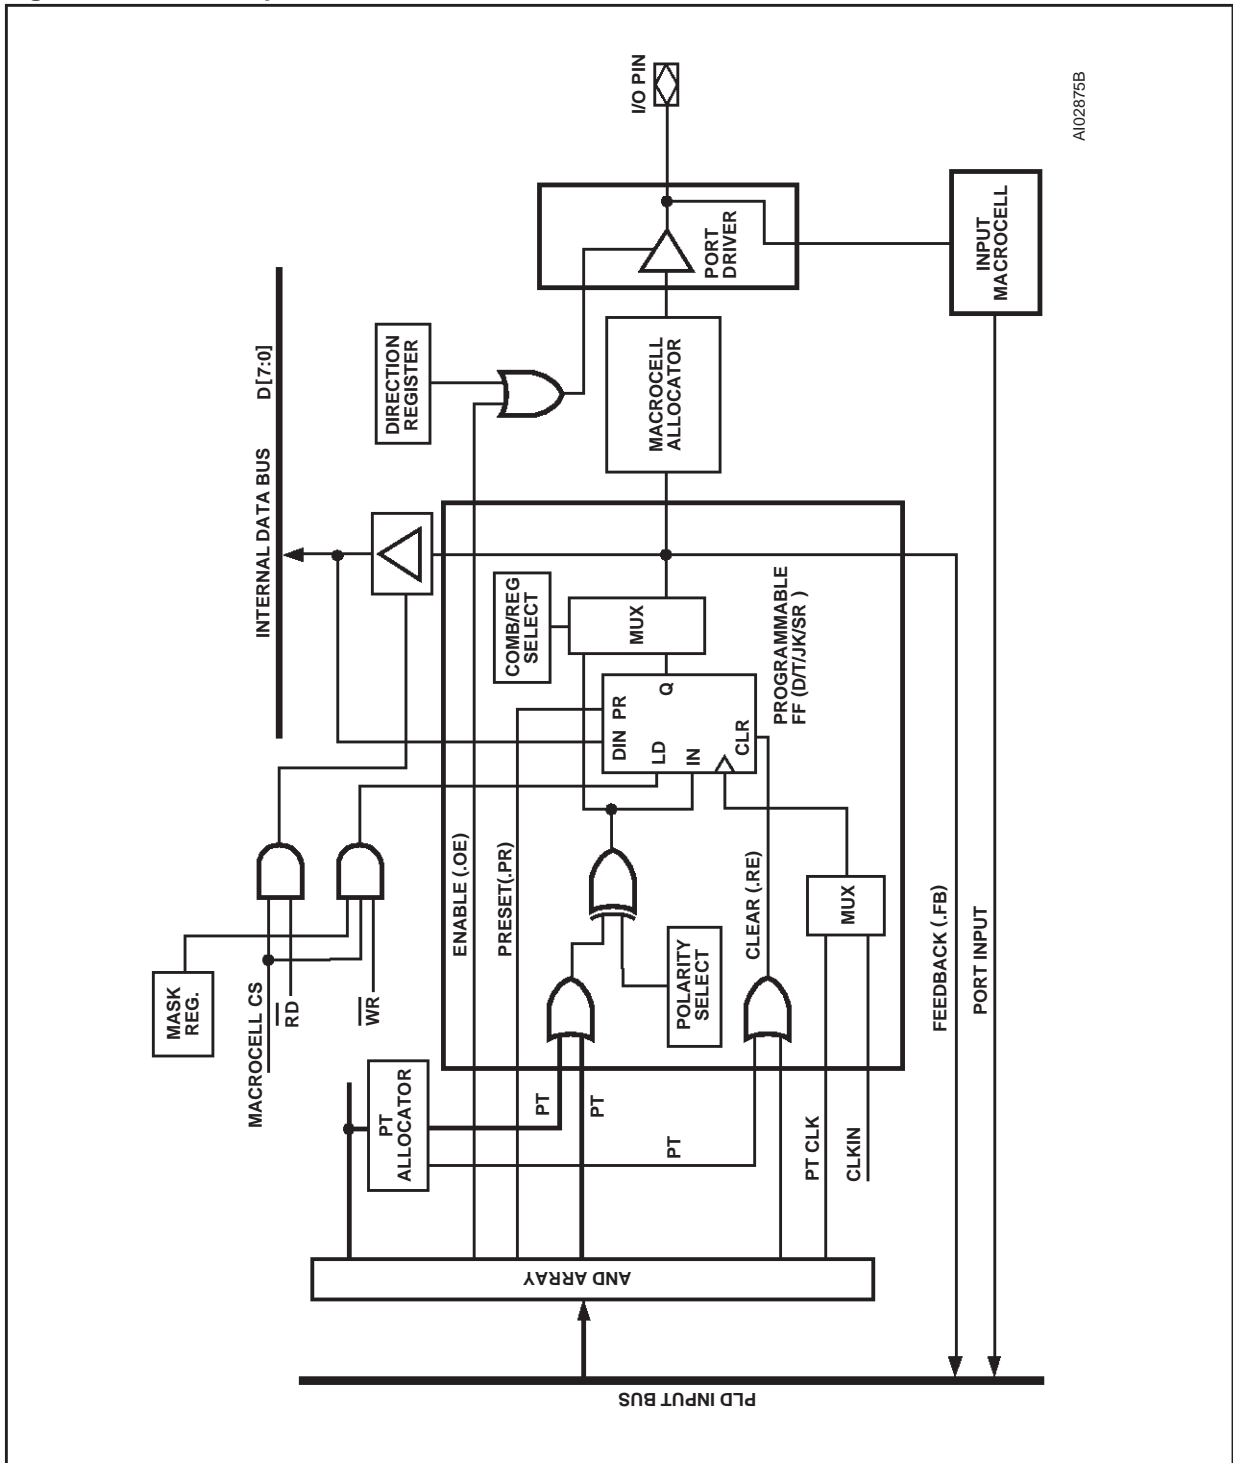 MASK
REG.
MACROCELL CS
RD
WR
INTERNAL DATA BUS D[7:0]
DIRECTION
REGISTER
PT
ALLOCATOR
ENABLE (.OE)
PRESET(.PR)
COMB/REG
SELECT
PT
PT
PT
POLARITY
SELECT
MUX
DIN PR
LD
Q
IN
CLR
PROGRAMMABLE
FF (D/T/JK/SR )
CLEAR (.RE)
MUX
PT CLK
CLKIN
MACROCELL
ALLOCATOR
PORT
DRIVER
I/O PIN
INPUT
MACROCELL
FEEDBACK (.FB)
PORT INPUT
AND ARRAY
PLD INPUT BUS
AI02875B